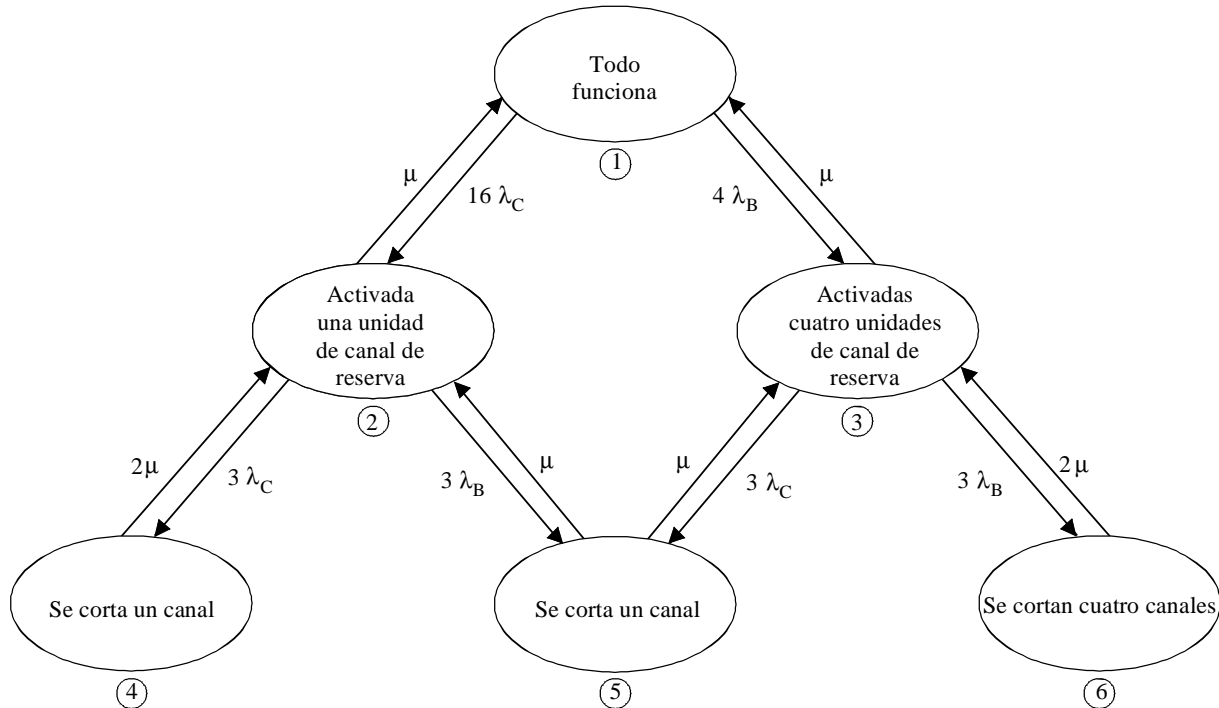 Todo
funciona
1
μ
16 λC
4 λB
μ
Activada
una unidad
de canal de
reserva
2
Activadas
cuatro unidades
de canal de
reserva
3
2μ
3 λC
3 λB
μ
μ
3 λC
3 λB
2μ
Se corta un canal
4
Se corta un canal
5
Se cortan cuatro canales
6